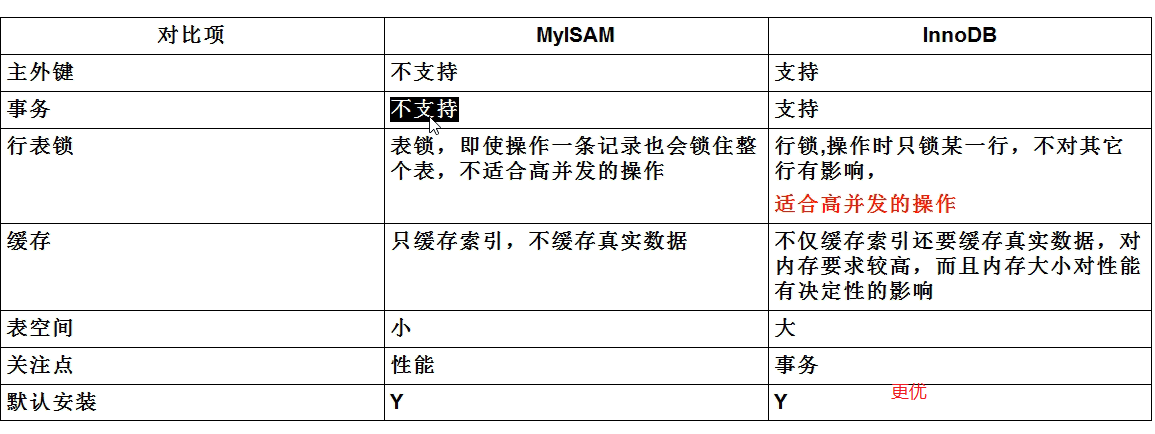 对比项 MyISAM InnoDB
主外键 不支持 支持
事务 不支持 支持
行表锁 表锁，即使操作一条记录也会锁住整 行锁,操作时只锁某一行，不对其它
个表，不适合高并发的操作 行有影响，
适合高并发的操作
缓存 只缓存索引，不缓存真实数据 不仅缓存索引还要缓存真实数据，对
内存要求较高，而且内存大小对性能
有决定性的影响
表空间 小 大
关注点 性能 事务
默认安装 Y Y 更优